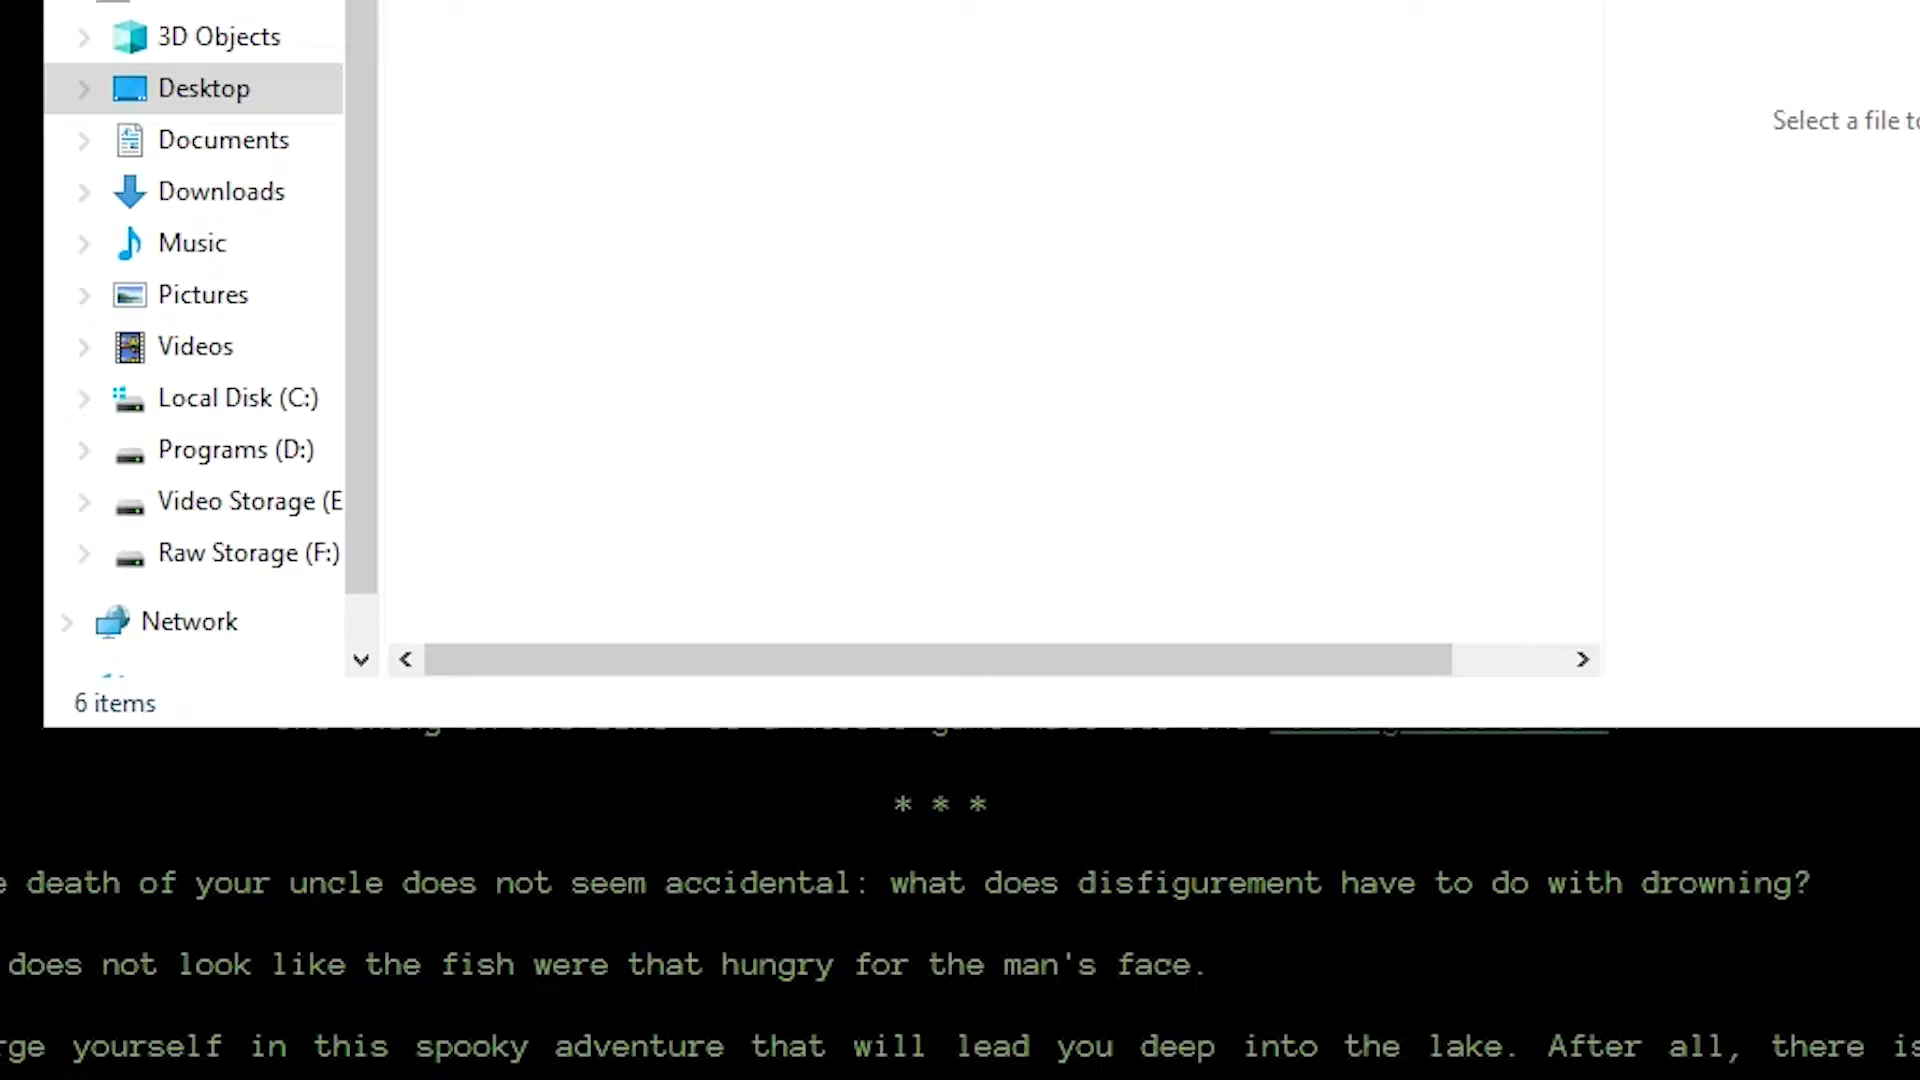 3D Objects
Desktop
Documents
Downloads
Music
Pictures
Videos
Local Disk (C:)
Programs (D:)
Video Storage (E
Raw Storage (F:)
Network
6 items
Select a file to
* * *
death of your uncle does not seem accidental: what does disfigurement have to do with drowning?
does not look like the fish were that hungry for the man's face.
rge yourself in this spooky adventure that will lead you deep into the lake. After all, there is